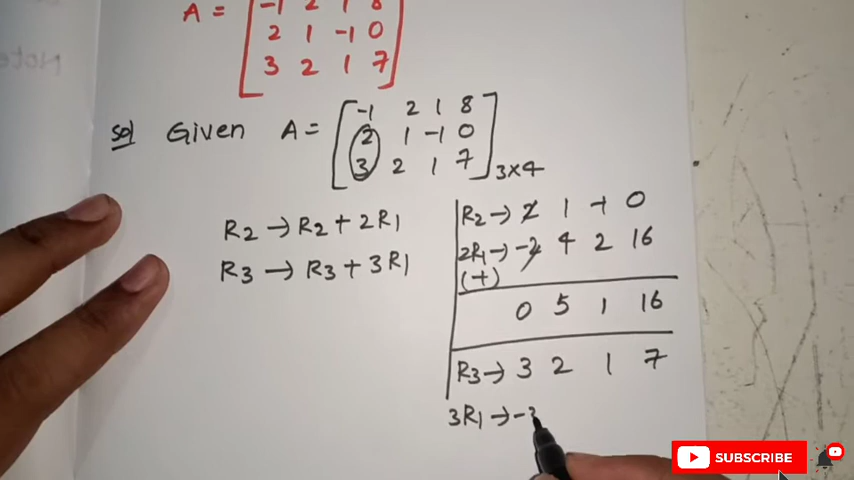 A = [ -1 2 1 8
2 1 -1 0
3 2 1 7 ]
Sol Given A = [ -1 2 1 8
2 1 -1 0
3 2 1 7 ] 3×4
R2 → R2 + 2R1
R3 → R3 + 3R1
R2 → 2 1 -1 0
2R1 → -2 4 2 16
(+)
0 5 1 16
R3 → 3 2 1 7
3R1 → -3
SUBSCRIBE